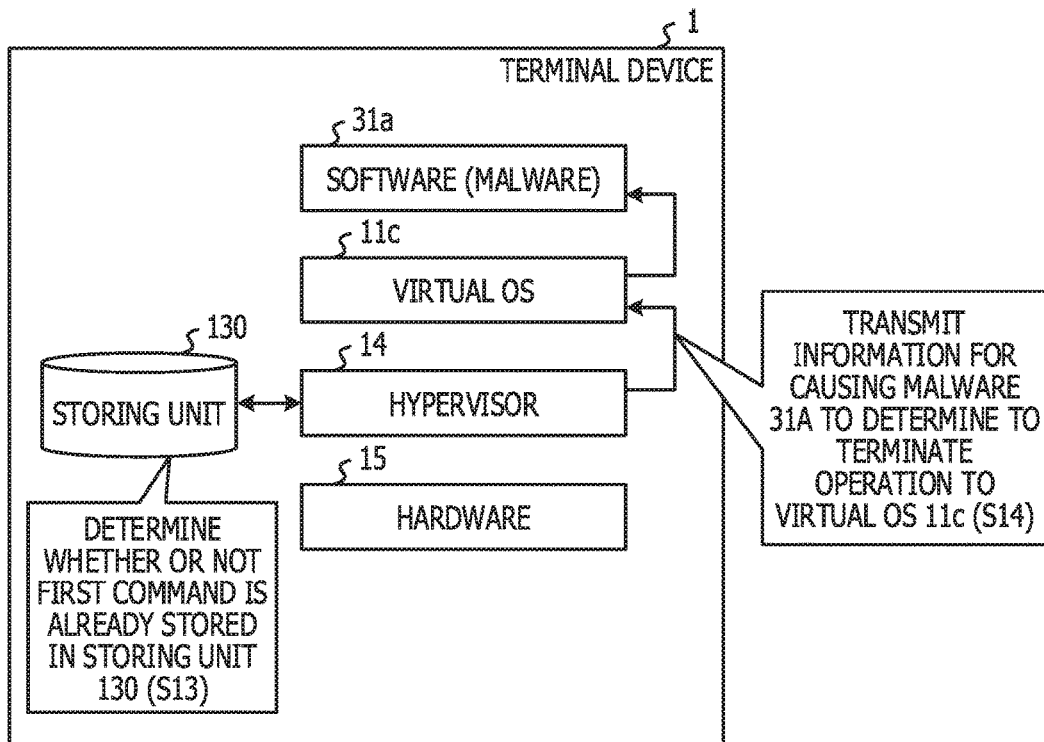 1
TERMINAL DEVICE
31a
SOFTWARE (MALWARE)
11c
VIRTUAL OS
130
STORING UNIT
14
HYPERVISOR
15
HARDWARE
TRANSMIT
INFORMATION FOR
CAUSING MALWARE
31A TO DETERMINE TO
TERMINATE
OPERATION TO
VIRTUAL OS 11c (S14)
DETERMINE
WHETHER OR NOT
FIRST COMMAND IS
ALREADY STORED
IN STORING UNIT
130 (S13)